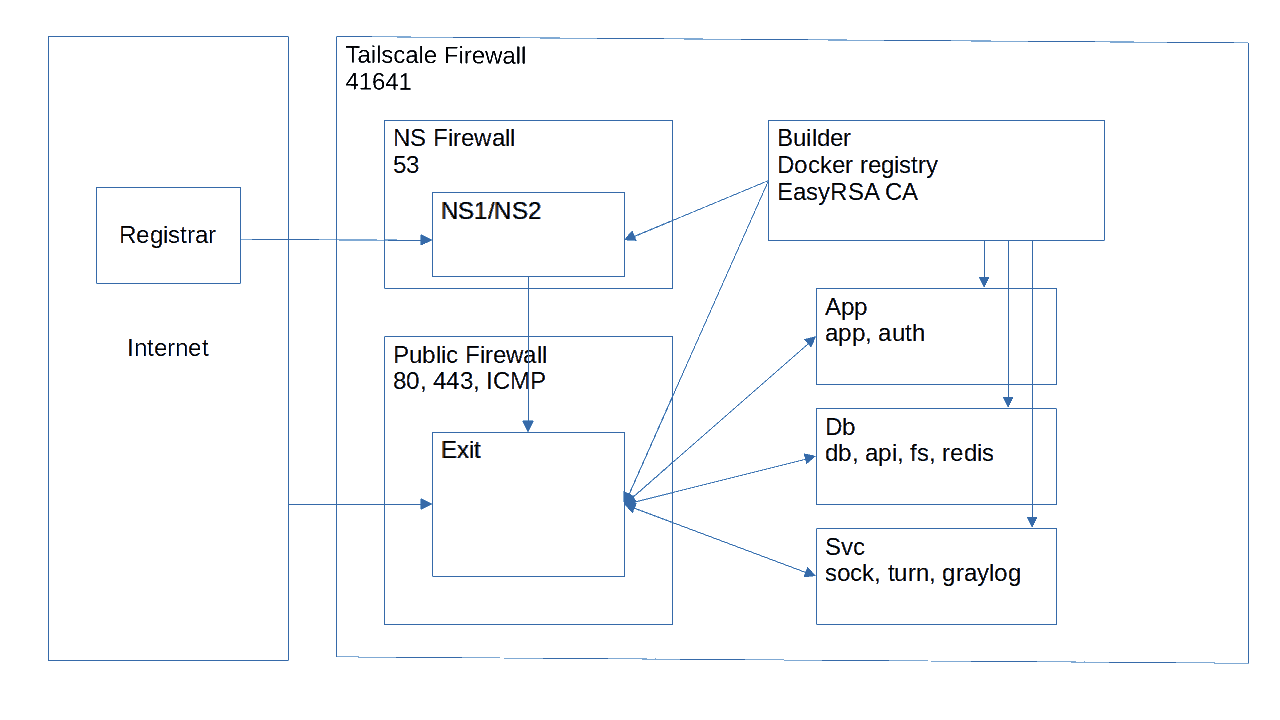 Tailscale Firewall
41641
NS Firewall
53
NS1/NS2
Builder
Docker registry
EasyRSA CA
Registrar
Internet
Public Firewall
80, 443, ICMP
Exit
App
app, auth
Db
db, api, fs, redis
Svc
sock, turn, graylog